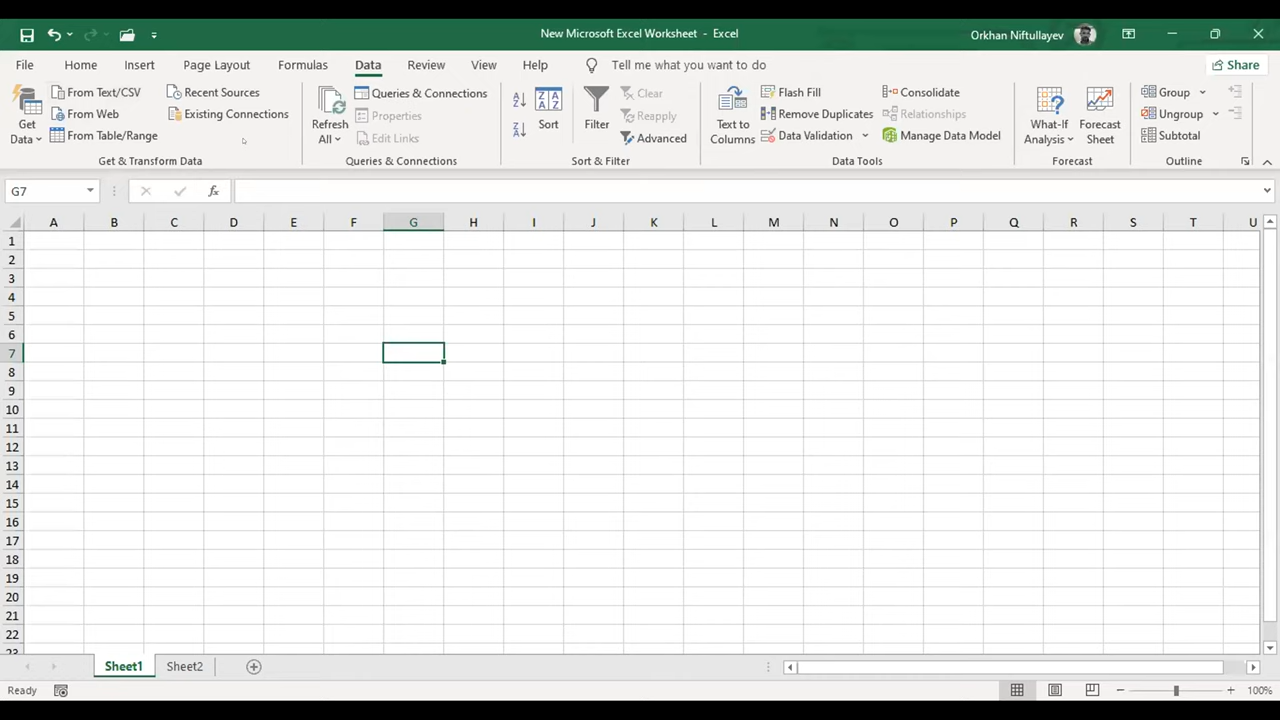 New Microsoft Excel Worksheet - Excel
Orkhan Niftullayev
File Home Insert Page Layout Formulas Data Review View Help Tell me what you want to do Share
Get Data
From Text/CSV
From Web
From Table/Range
Recent Sources
Existing Connections
Get & Transform Data
Refresh All
Queries & Connections
Properties
Edit Links
Queries & Connections
Sort
Filter
Clear
Reapply
Advanced
Sort & Filter
Text to Columns
Flash Fill
Remove Duplicates
Data Validation
Consolidate
Relationships
Manage Data Model
Data Tools
What-If Analysis
Forecast Sheet
Forecast
Group
Ungroup
Subtotal
Outline
G7 fx
A B C D E F G H I J K L M N O P Q R S T U
1
2
3
4
5
6
7
8
9
10
11
12
13
14
15
16
17
18
19
20
21
22
23
Sheet1 Sheet2
Ready 100%